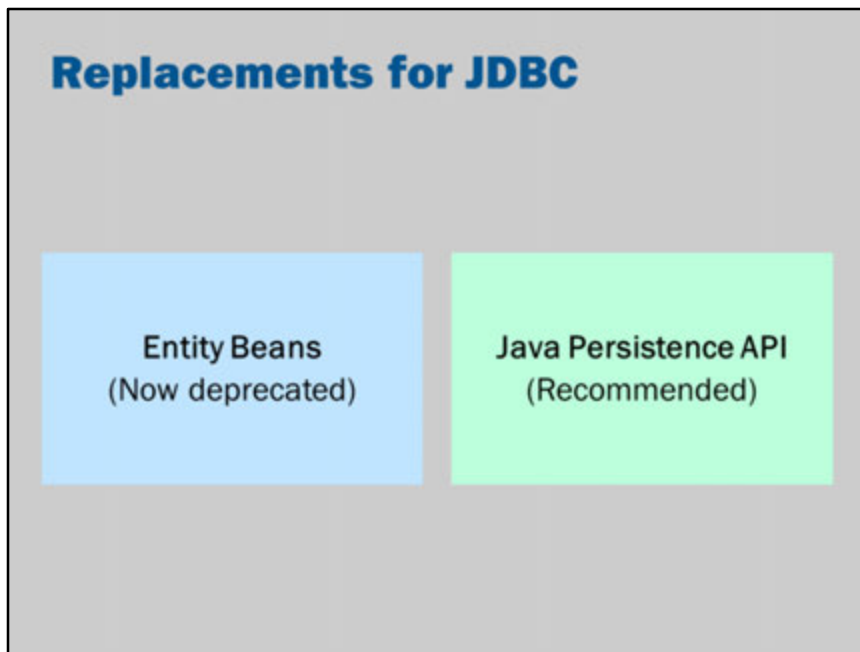 Replacements for JDBC
Entity Beans
(Now deprecated)
Java Persistence API
(Recommended)